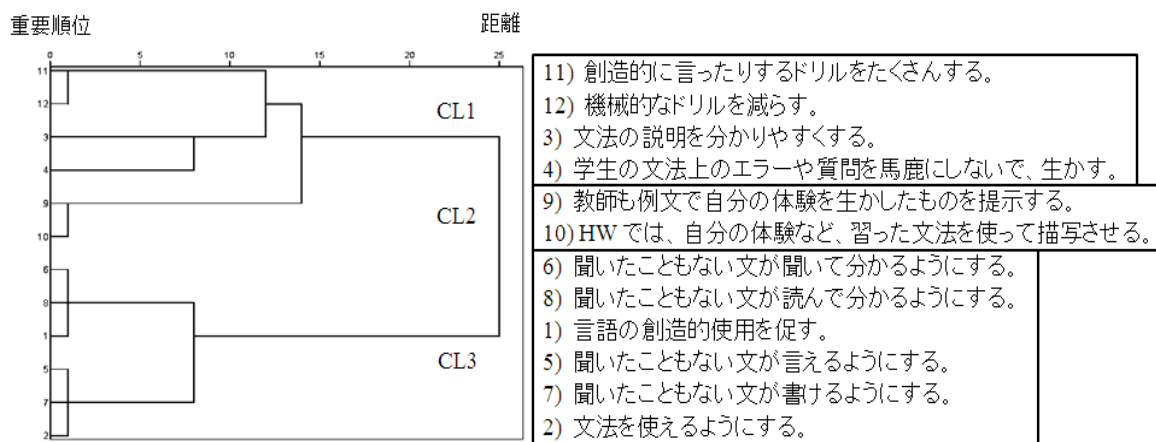 重要順位
距離
0 5 10 15 20 25
11
12
3
4
9
10
6
8
1
5
7
2
CL1
CL2
CL3
11) 創造的に言ったりするドリルをたくさんする。
12) 機械的なドリルを減らす。
3) 文法の説明を分かりやすくする。
4) 学生の文法上のエラーや質問を馬鹿にしないで、生かす。
9) 教師も例文で自分の体験を生かしたものを提示する。
10) HWでは、自分の体験など、習った文法を使って描写させる。
6) 聞いたこともない文が聞いて分かるようにする。
8) 聞いたこともない文が読んで分かるようにする。
1) 言語の創造的使用を促す。
5) 聞いたこともない文が言えるようにする。
7) 聞いたこともない文が書けるようにする。
2) 文法を使えるようにする。